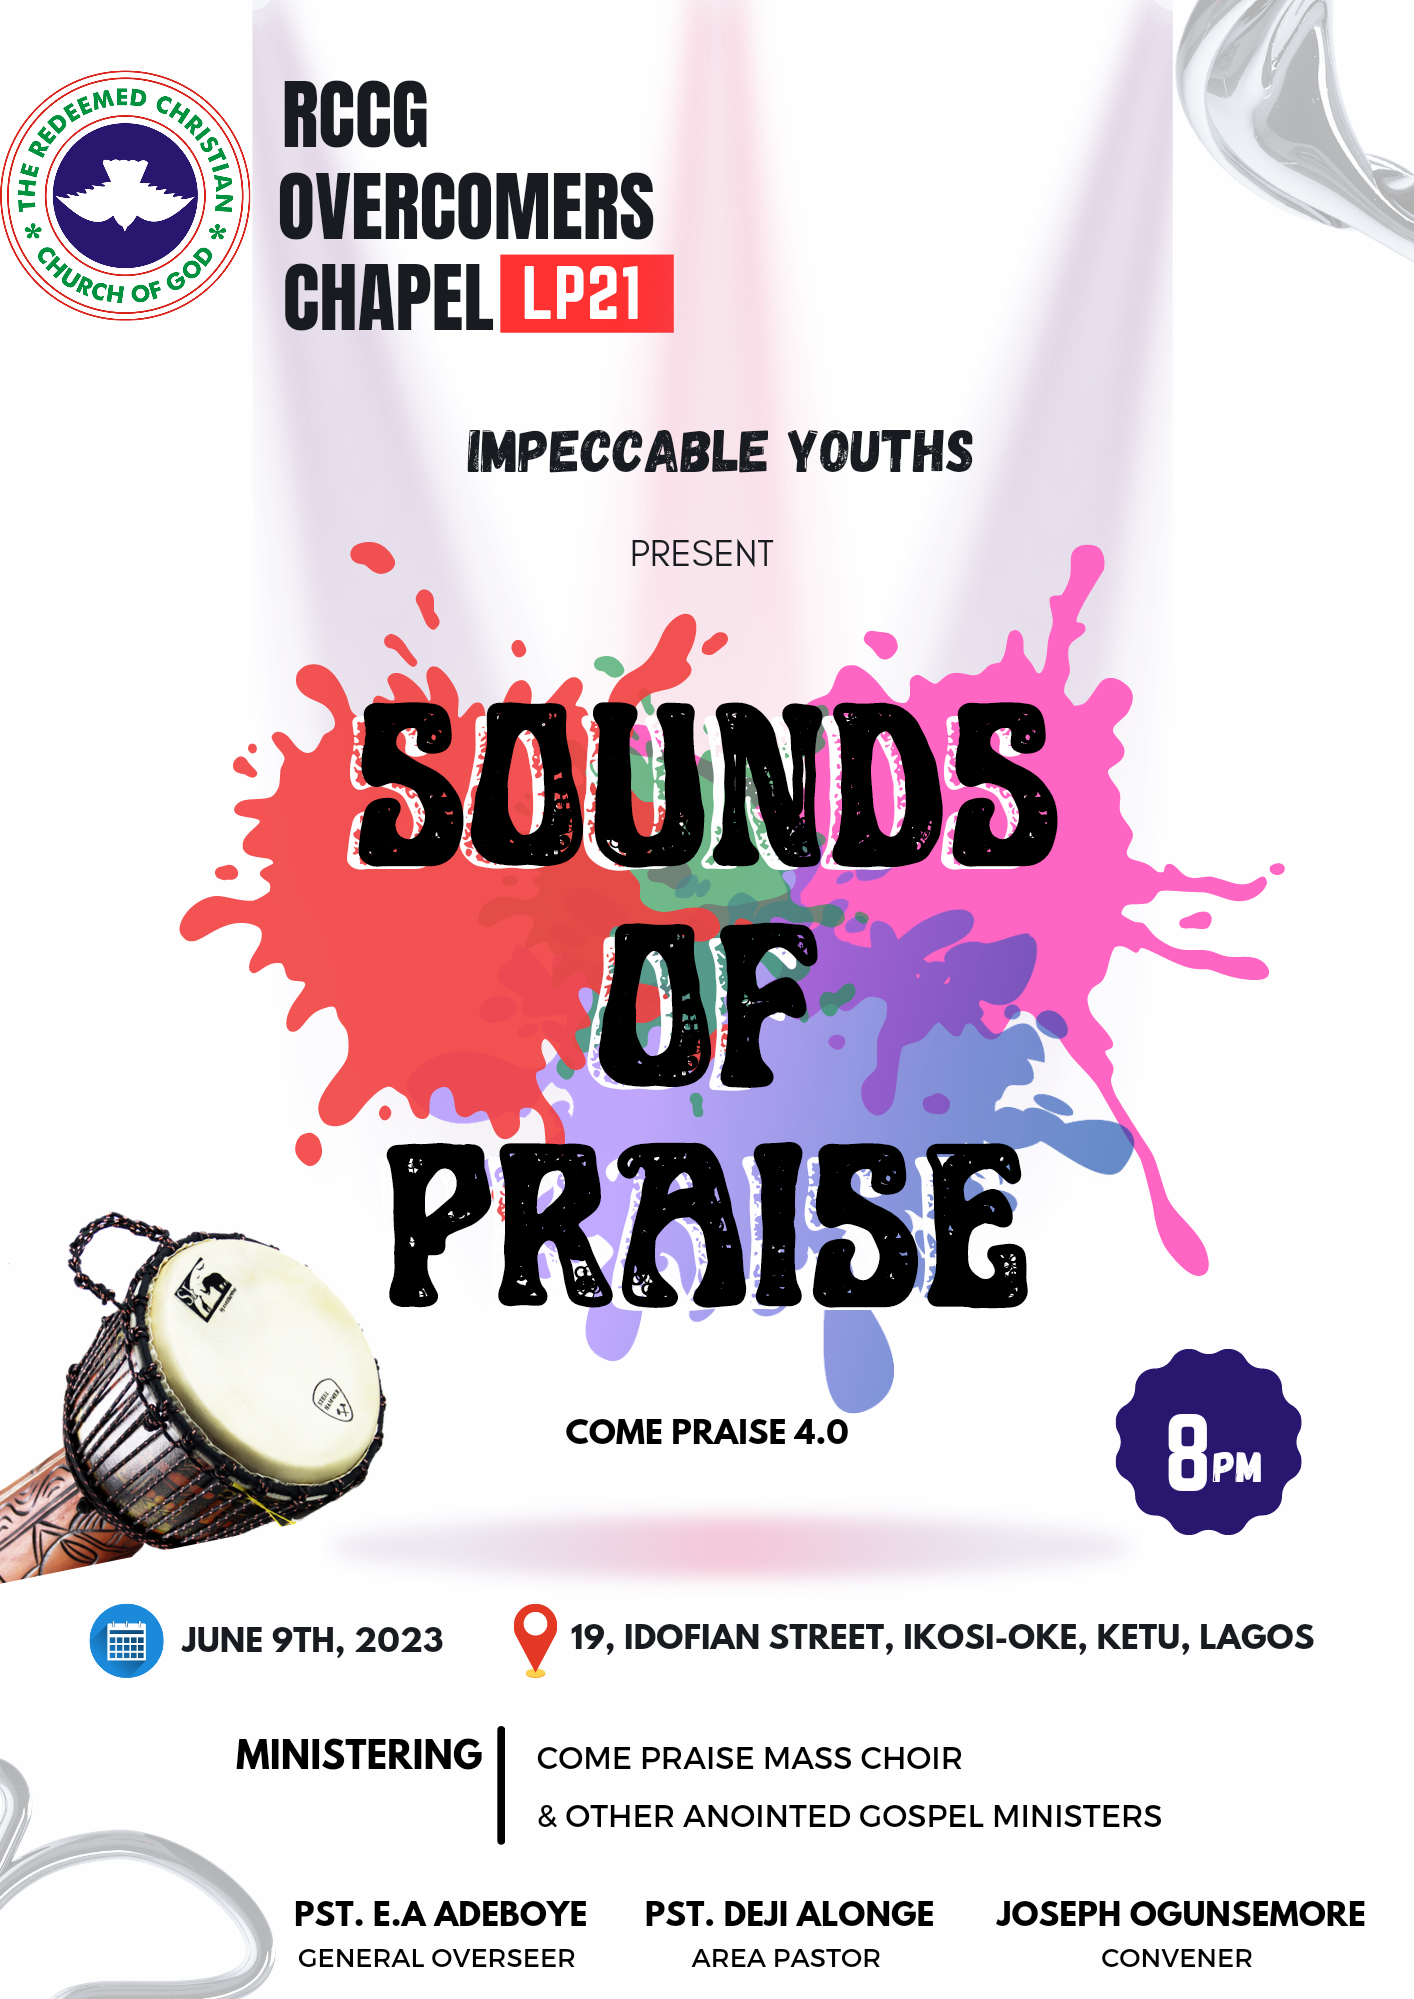 THE REDEEMED CHRISTIAN
CHURCH OF GOD
RCCG
OVERCOMERS
CHAPEL LP21
IMPECCABLE YOUTHS
PRESENT
SOUNDS
OF
PRAISE
STEEL
HAMMER
COME PRAISE 4.0
8PM
JUNE 9TH, 2023
19, IDOFIAN STREET, IKOSI-OKE, KETU, LAGOS
MINISTERING
COME PRAISE MASS CHOIR
& OTHER ANOINTED GOSPEL MINISTERS
PST. E.A ADEBOYE
GENERAL OVERSEER
PST. DEJI ALONGE
AREA PASTOR
JOSEPH OGUNSEMORE
CONVENER